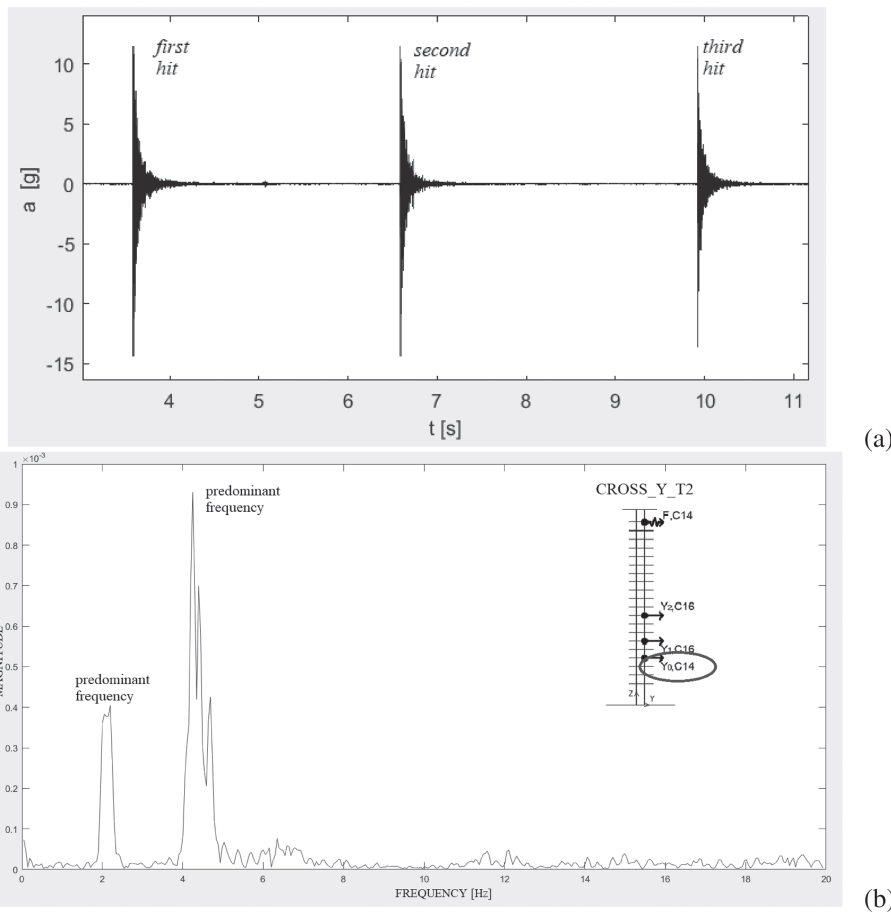 first
hit
second
hit
third
hit
10
5
0
-5
-10
-15
a [g]
4
5
6
7
8
9
10
11
t [s]
(a)
×10⁻³
1
0.9
0.8
0.7
0.6
0.5
0.4
0.3
0.2
0.1
0
MAGNITUDE
predominant
frequency
predominant
frequency
CROSS_Y_T2
F,C14
Y₂,C16
Y₁,C16
Y₀,C14
Z
Y
0
2
4
6
8
10
12
14
16
18
20
FREQUENCY [Hz]
(b)